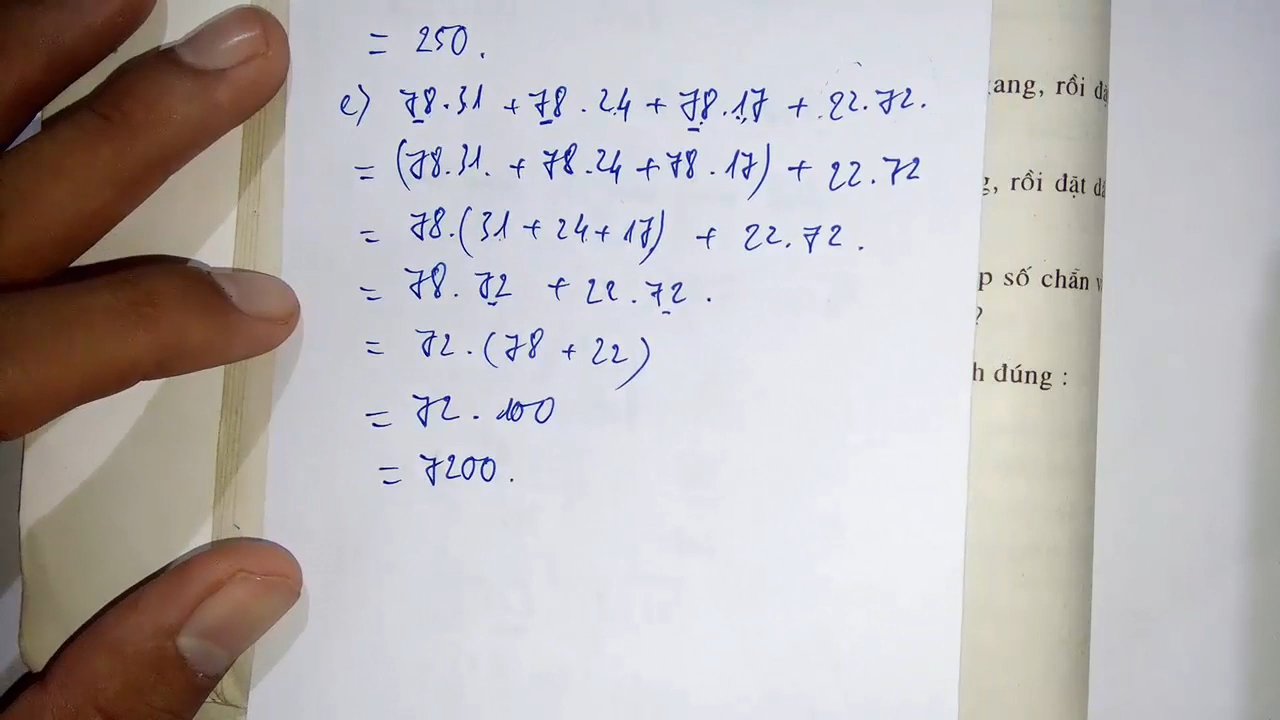 = 250.
c) 78.31 + 78.24 + 78.17 + 22.72.
= (78.31. + 78.24 + 78.17) + 22.72
= 78.(31 + 24 + 17) + 22.72.
= 78.72 + 22.72.
= 72.(78 + 22)
= 72.100
= 7200.
ang, rồi
rồi đặt
số chẵn
?
đúng :